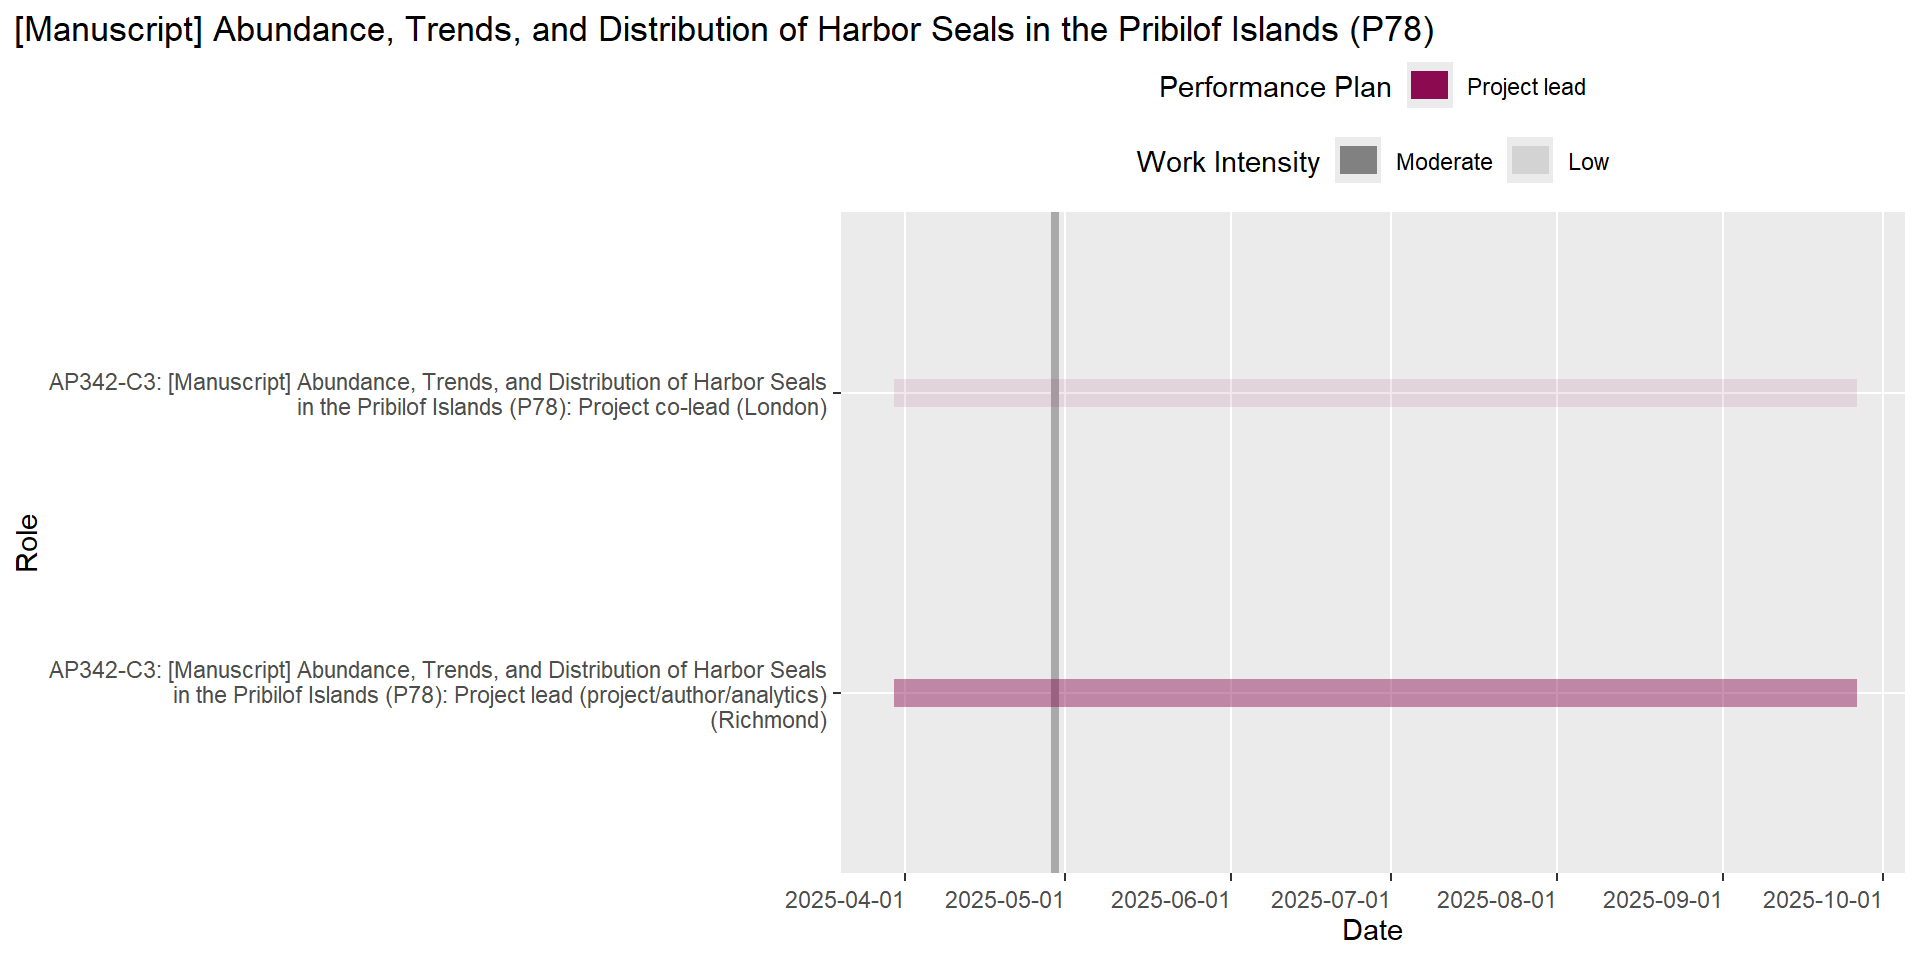 [Manuscript] Abundance, Trends, and Distribution of Harbor Seals in the Pribilof Islands (P78)
Performance Plan Project lead
Work Intensity Moderate Low
Role
AP342-C3: [Manuscript] Abundance, Trends, and Distribution of Harbor Seals
in the Pribilof Islands (P78): Project co-lead (London)
AP342-C3: [Manuscript] Abundance, Trends, and Distribution of Harbor Seals
in the Pribilof Islands (P78): Project lead (project/author/analytics)
(Richmond)
2025-04-01 2025-05-01 2025-06-01 2025-07-01 2025-08-01 2025-09-01 2025-10-01
Date